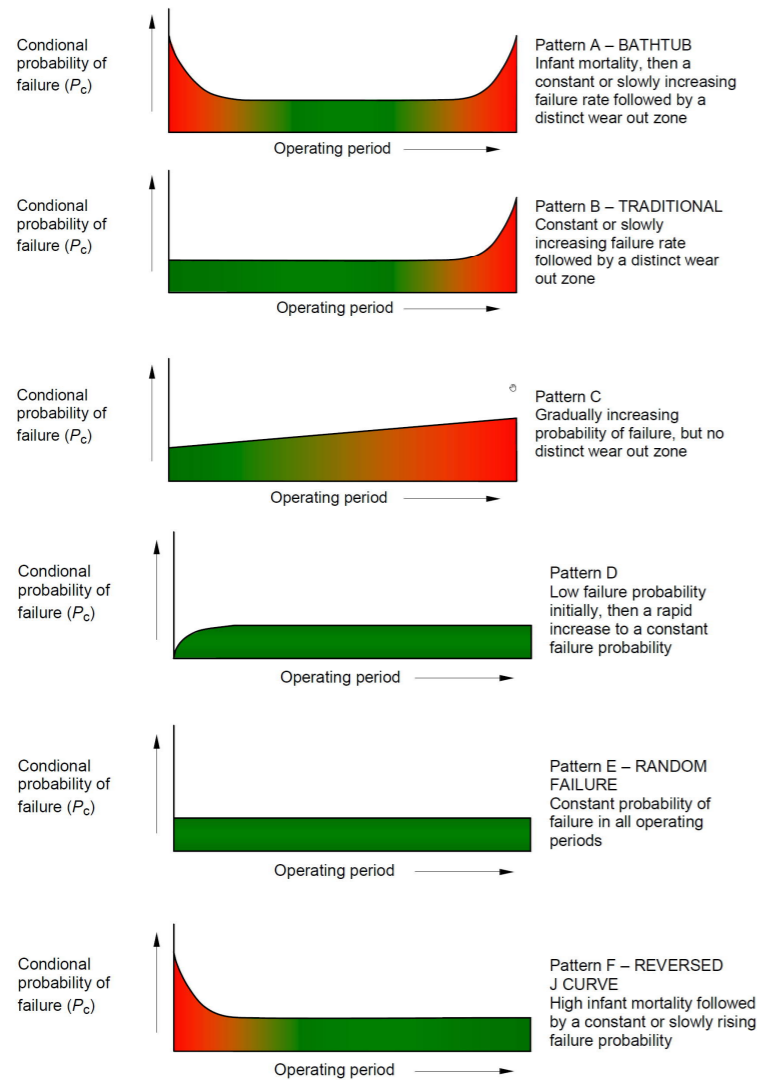 Condional
probability of
failure (Pc)
Operating period
Pattern A – BATHTUB
Infant mortality, then a
constant or slowly increasing
failure rate followed by a
distinct wear out zone
Condional
probability of
failure (Pc)
Operating period
Pattern B – TRADITIONAL
Constant or slowly
increasing failure rate
followed by a distinct wear
out zone
Condional
probability of
failure (Pc)
Operating period
Pattern C
Gradually increasing
probability of failure, but no
distinct wear out zone
Condional
probability of
failure (Pc)
Operating period
Pattern D
Low failure probability
initially, then a rapid
increase to a constant
failure probability
Condional
probability of
failure (Pc)
Operating period
Pattern E – RANDOM
FAILURE
Constant probability of
failure in all operating
periods
Condional
probability of
failure (Pc)
Operating period
Pattern F – REVERSED
J CURVE
High infant mortality followed
by a constant or slowly rising
failure probability